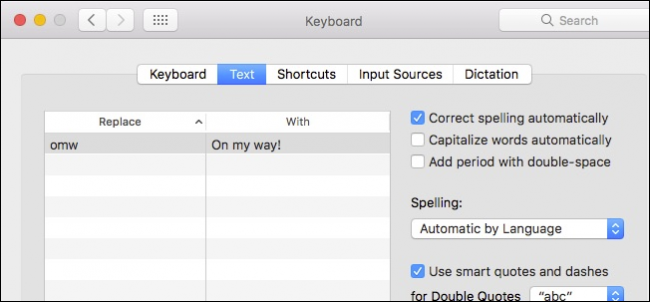 Keyboard
Search
Keyboard Text Shortcuts Input Sources Dictation
Replace With
omw On my way!
Correct spelling automatically
Capitalize words automatically
Add period with double-space
Spelling:
Automatic by Language
Use smart quotes and dashes
for Double Quotes “abc”